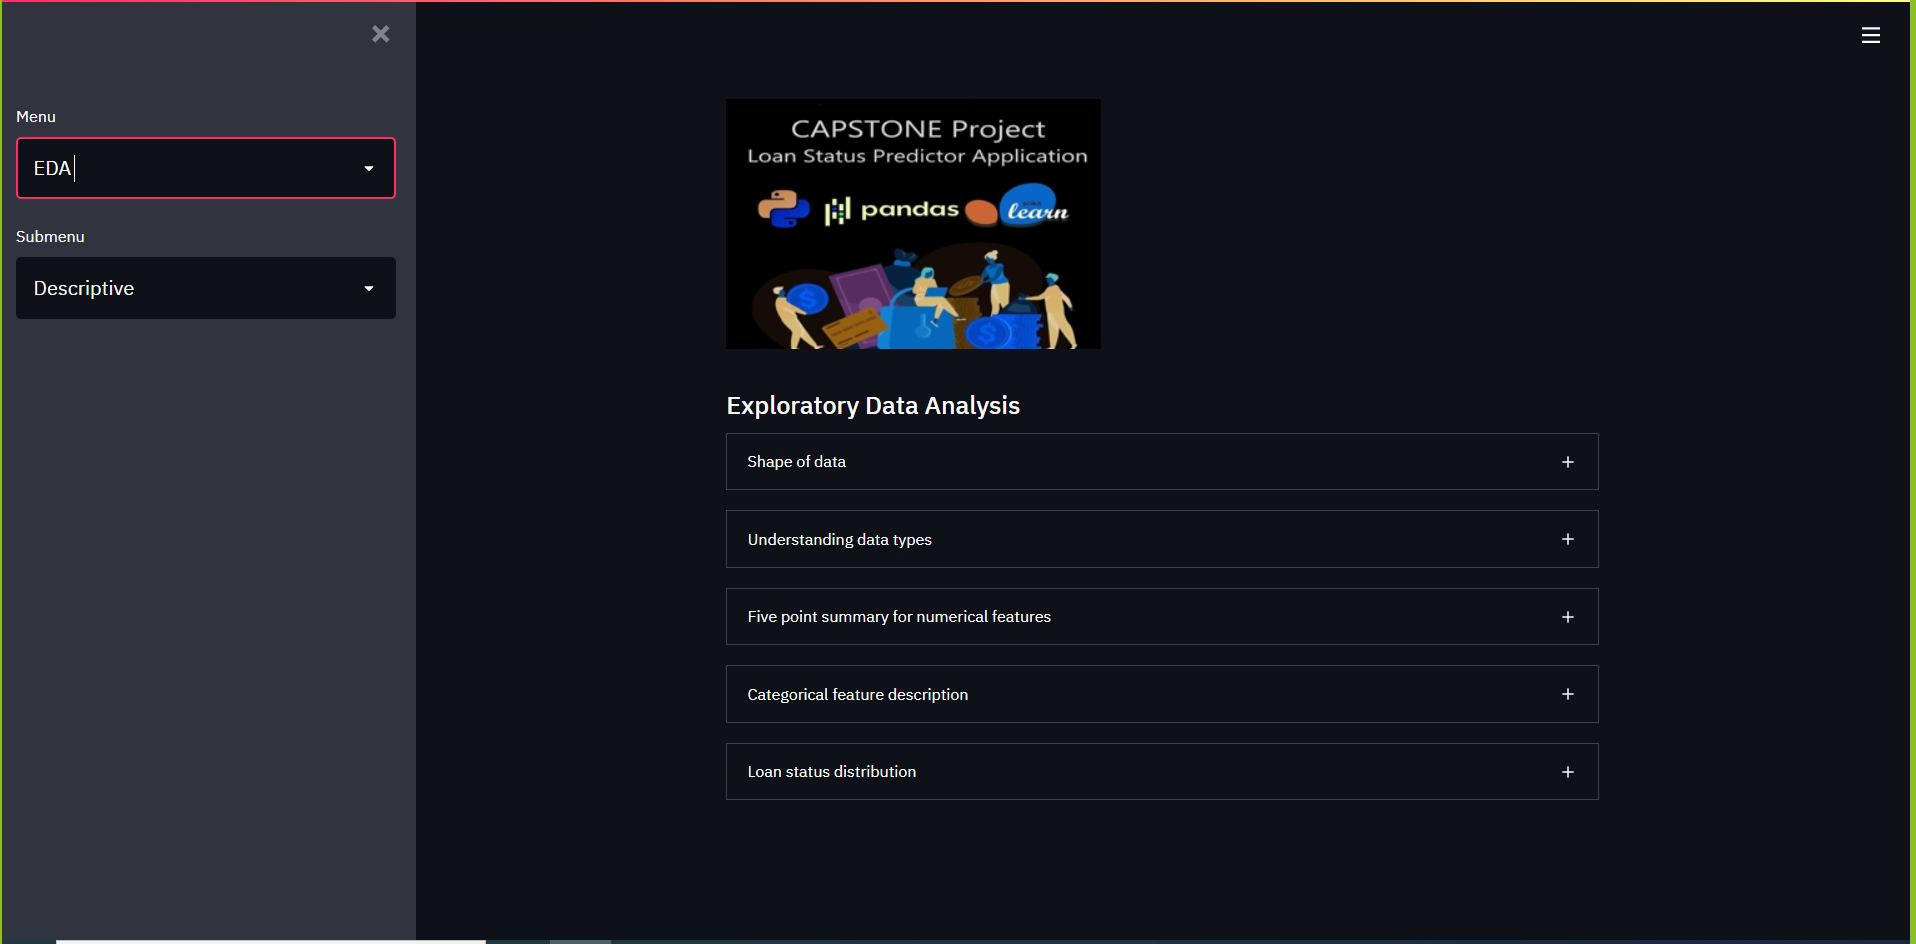 Menu
EDA
Submenu
Descriptive
CAPSTONE Project
Loan Status Predictor Application
pandas
learn
Exploratory Data Analysis
Shape of data
Understanding data types
Five point summary for numerical features
Categorical feature description
Loan status distribution